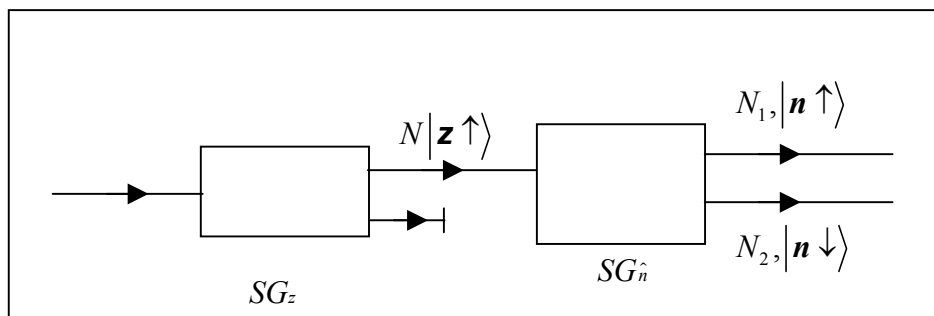 N|z ↑⟩
N₁,|n ↑⟩
N₂,|n ↓⟩
SG_z
SG_n̂